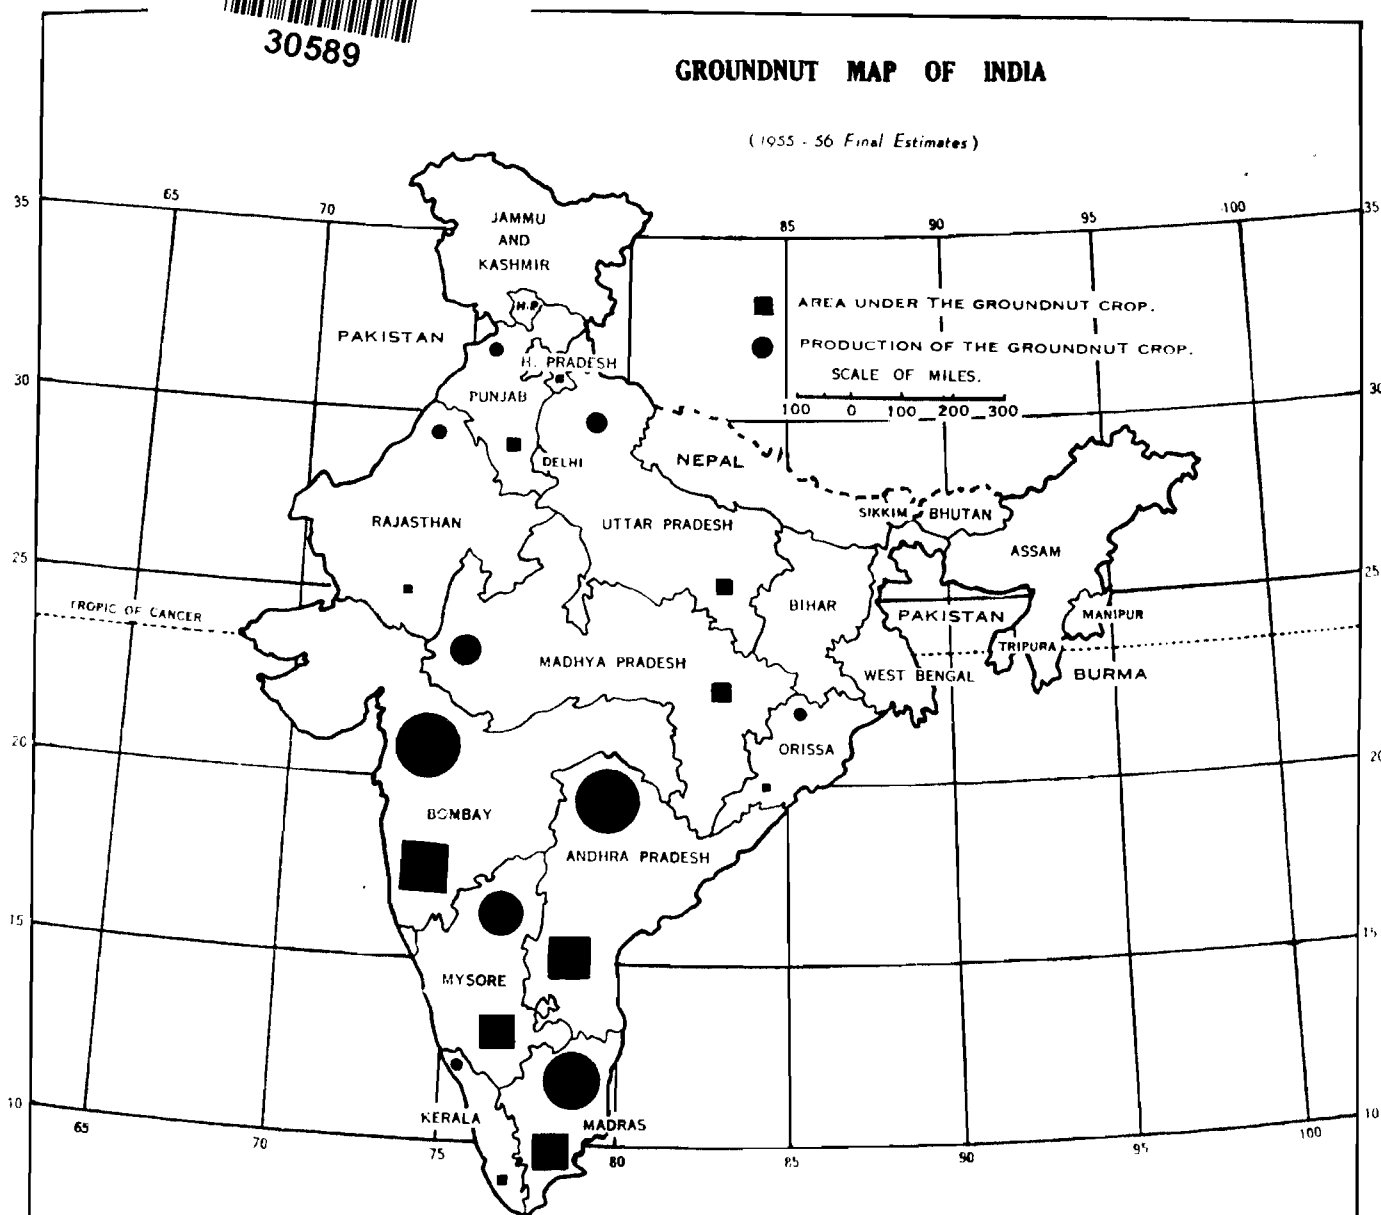 30589
GROUNDNUT MAP OF INDIA
(1955 - 56 Final Estimates)
65
70
85
90
95
100
35
35
JAMMU
AND
KASHMIR
H.P.
AREA UNDER THE GROUNDNUT CROP.
PAKISTAN
PRODUCTION OF THE GROUNDNUT CROP.
H. PRADESH
SCALE OF MILES.
30
30
100 0 100 200 300
PUNJAB
DELHI
NEPAL
RAJASTHAN
UTTAR PRADESH
SIKKIM
BHUTAN
ASSAM
25
25
TROPIC OF CANCER
BIHAR
PAKISTAN
MANIPUR
TRIPURA
MADHYA PRADESH
WEST BENGAL
BURMA
20
20
ORISSA
BOMBAY
ANDHRA PRADESH
15
15
MYSORE
10
10
KERALA
MADRAS
65
70
75
80
85
90
95
100